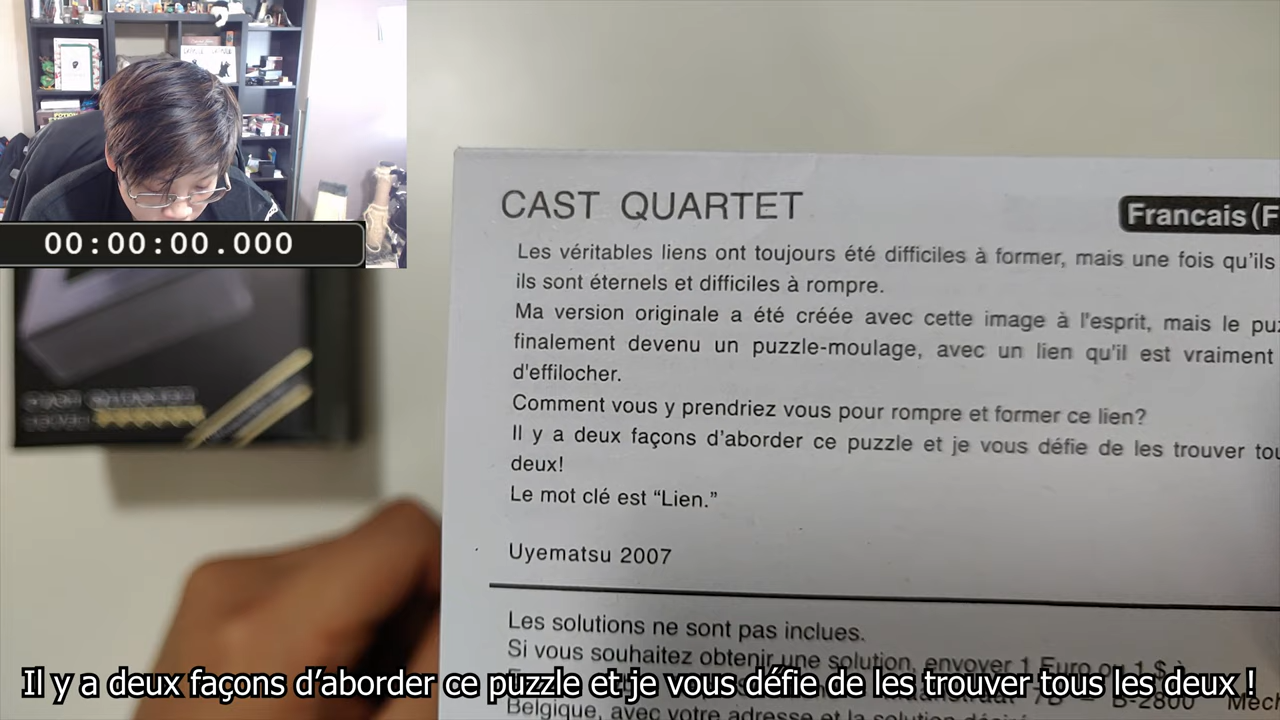 00:00:00.000
CAST QUARTET
Francais (F
Les véritables liens ont toujours été difficiles à former, mais une fois qu'ils
ils sont éternels et difficiles à rompre.
Ma version originale a été créée avec cette image à l'esprit, mais le puz
finalement devenu un puzzle-moulage, avec un lien qu'il est vraiment
d'effilocher.
Comment vous y prendriez vous pour rompre et former ce lien?
Il y a deux façons d'aborder ce puzzle et je vous défie de les trouver tou
deux!
Le mot clé est “Lien.”
Uyematsu 2007
Les solutions ne sont pas inclues.
Si vous souhaitez obtenir une solution, envoyer 1 Euro ou 1 $ à
B-2800 Mech
Belgique, avec votre adresse et la solution
Il y a deux façons d’aborder ce puzzle et je vous défie de les trouver tous les deux !